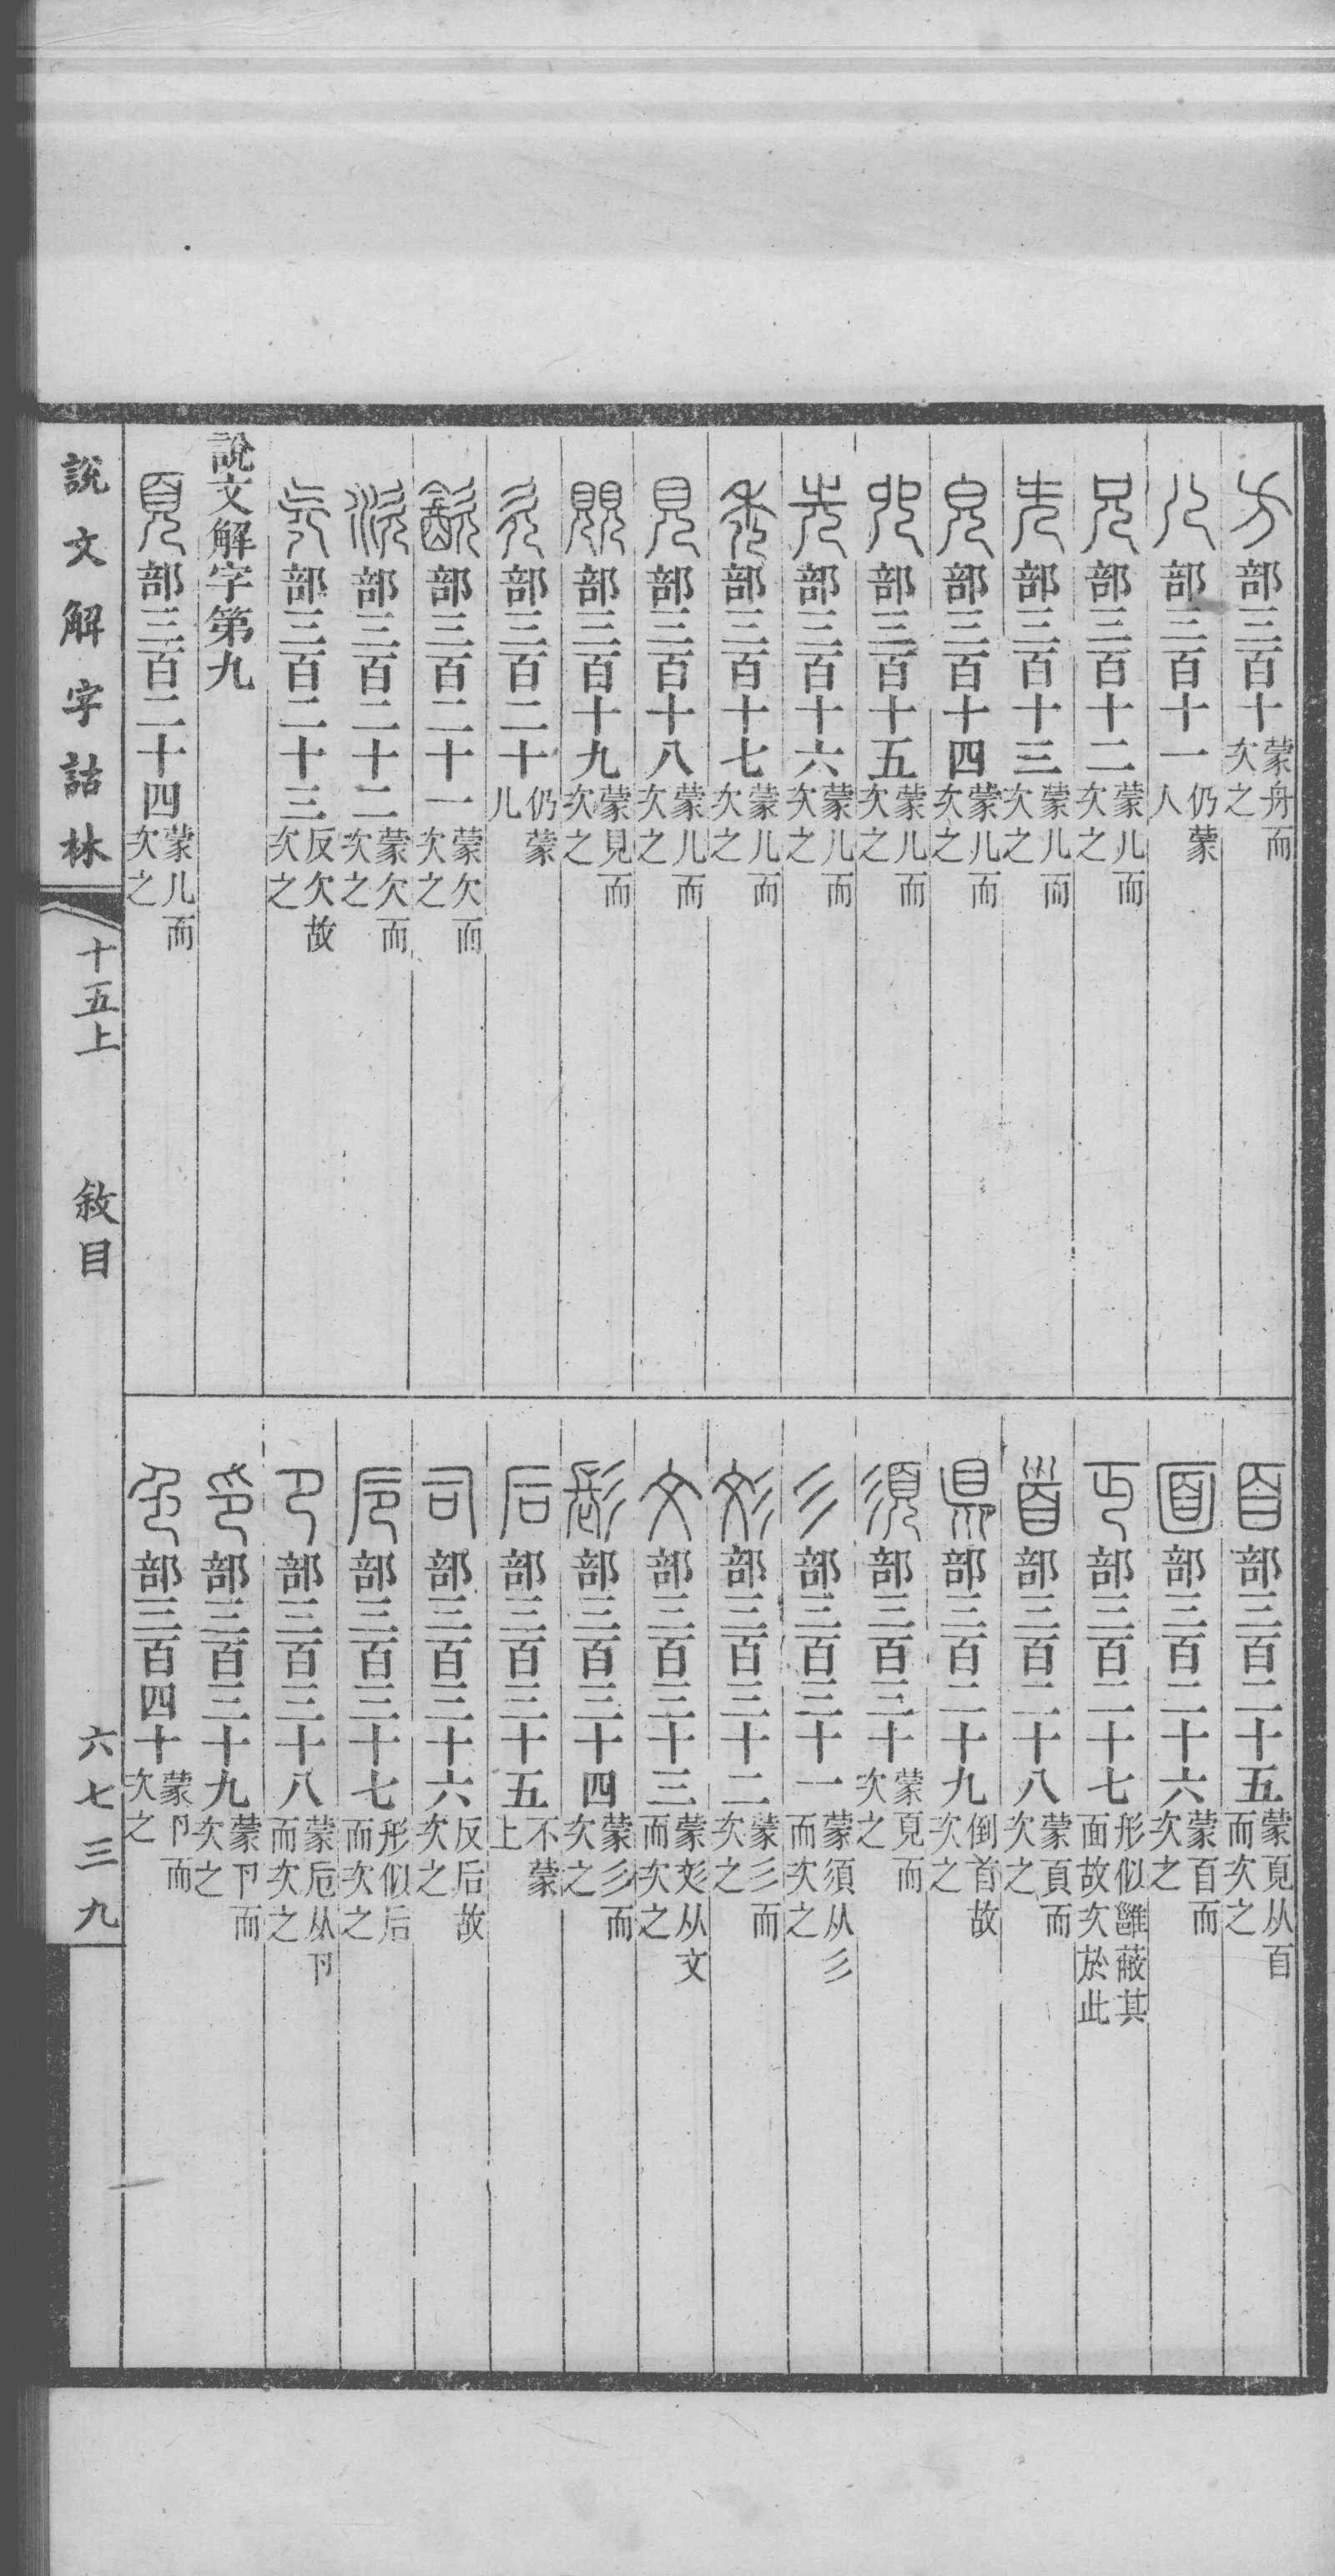 方部三百十蒙舟而次之
儿部三百十一仍蒙人
兄部三百十二蒙儿而次之
兂部三百十三蒙儿而次之
皃部三百十四蒙儿而次之
𠑹部三百十五蒙儿而次之
先部三百十六蒙儿而次之
禿部三百十七蒙儿而次之
見部三百十八蒙儿而次之
覞部三百十九蒙見而次之
欠部三百二十仍蒙儿
㱃部三百二十一蒙欠而次之
㳄部三百二十二蒙欠而次之
旡部三百二十三反欠故次之
說文解字第九
頁部三百二十四蒙儿而次之
𦣻部三百二十五蒙頁从𦣻而次之
面部三百二十六蒙𦣻而次之
丏部三百二十七形似雝蔽其面故次於此
𩠐部三百二十八蒙頁而次之
𥄉部三百二十九倒首故次之
須部三百三十蒙頁而次之
彡部三百三十一蒙須从彡而次之
彣部三百三十二蒙彡而次之
文部三百三十三蒙彣从文而次之
髟部三百三十四蒙彡而次之
后部三百三十五不蒙上
司部三百三十六反后故次之
卮部三百三十七形似后而次之
卪部三百三十八蒙卮从卪而次之
印部三百三十九蒙卪而次之
色部三百四十蒙卪而次之
說文解字詁林
十五上
敘目
六七三九